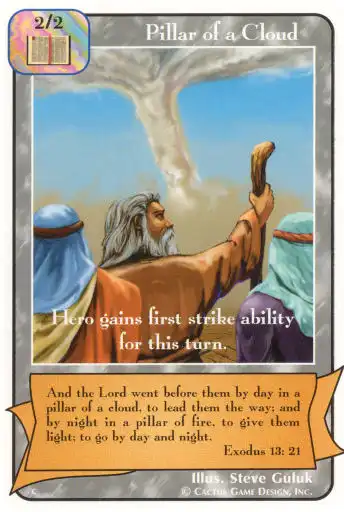 2/2
Pillar of a Cloud
Hero gains first strike ability
for this turn.
And the Lord went before them by day in a
pillar of a cloud, to lead them the way; and
by night in a pillar of fire, to give them
light; to go by day and night.
Exodus 13: 21
Illus. Steve Guluk
C
© Cactus Game Design, Inc.